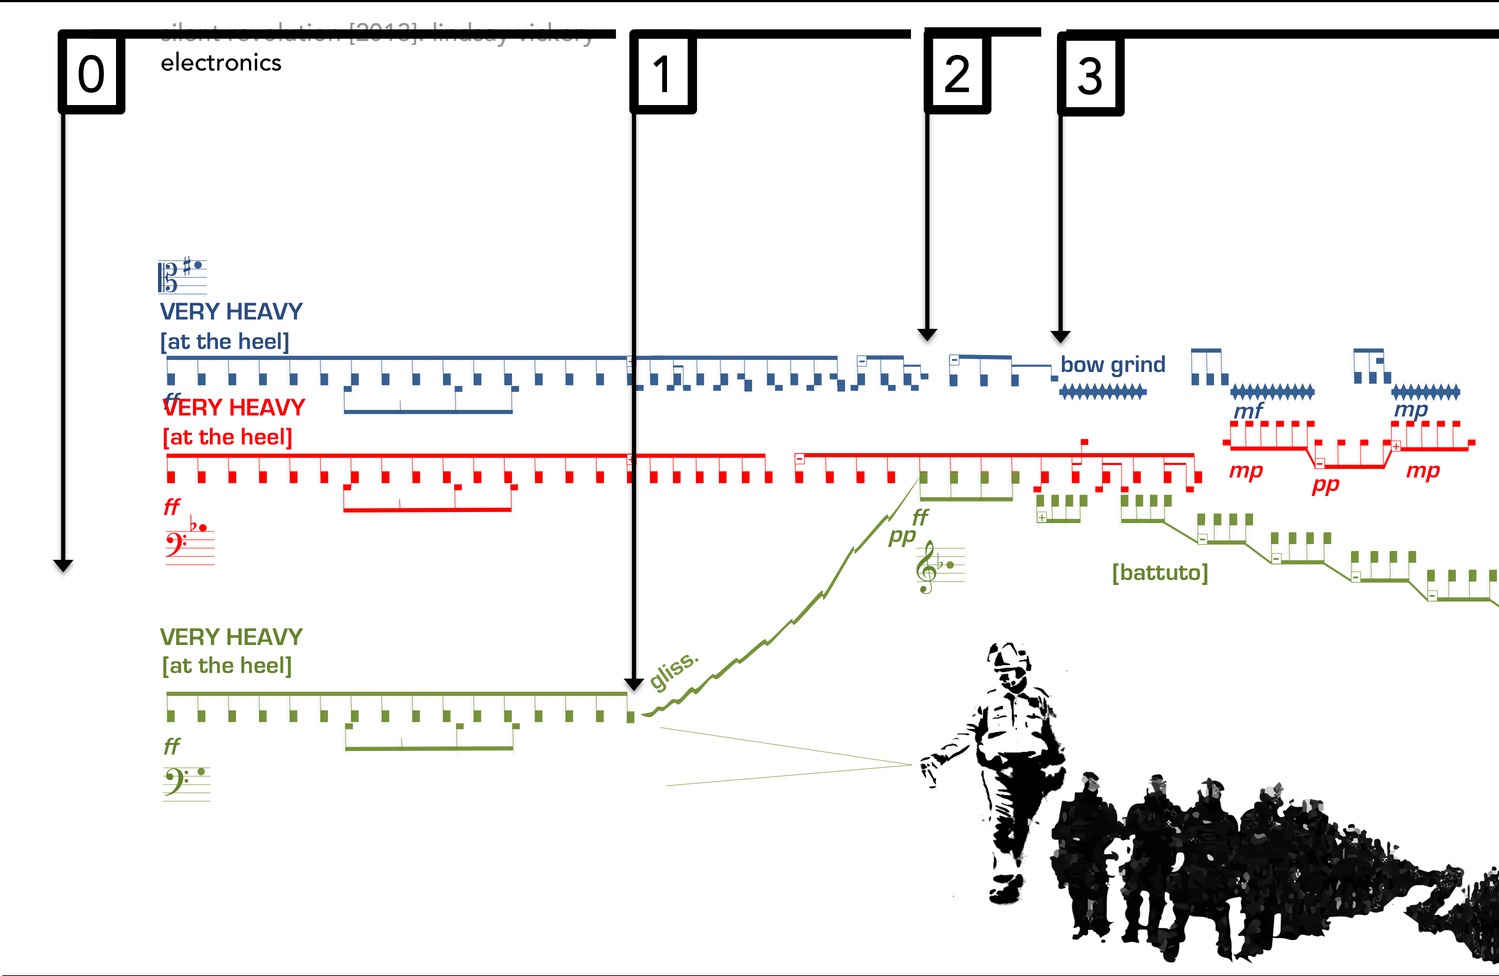 silent revolution [2013]: lindsay vickery
electronics
0
1
2
3
VERY HEAVY
[at the heel]
ff
bow grind
mf
mp
VERY HEAVY
[at the heel]
ff
mp
pp
mp
ff
pp
[battuto]
VERY HEAVY
[at the heel]
gliss.
ff